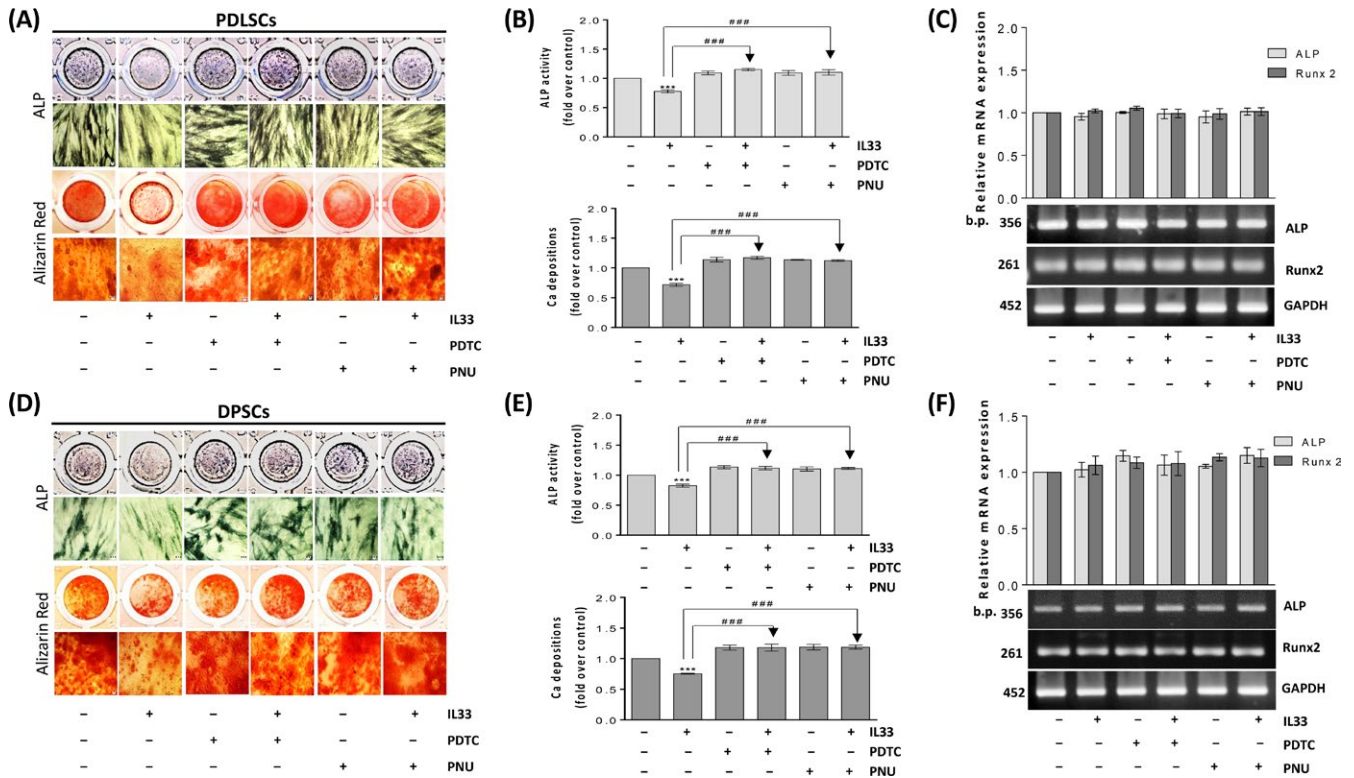 (A)
PDLSCs
ALP
Alizarin Red
– + – + – + IL33
– – + + – – PDTC
– – – – + + PNU
(B)
ALP activity
(fold over control)
2.0
1.5
1.0
0.5
0.0
###
###
***
– + – + – + IL33
– – + + – – PDTC
– – – – + + PNU
Ca depositions
(fold over control)
2.0
1.5
1.0
0.5
0.0
###
###
***
– + – + – + IL33
– – + + – – PDTC
– – – – + + PNU
(C)
ALP
Runx 2
Relative mRNA expression
1.5
1.0
0.5
0.0
b.p.
356 ALP
261 Runx2
452 GAPDH
– + – + – + IL33
– – + + – – PDTC
– – – – + + PNU
(D)
DPSCs
ALP
Alizarin Red
– + – + – + IL33
– – + + – – PDTC
– – – – + + PNU
(E)
ALP activity
(fold over control)
2.0
1.5
1.0
0.5
0.0
###
###
***
– + – + – + IL33
– – + + – – PDTC
– – – – + + PNU
Ca depositions
(fold over control)
2.0
1.5
1.0
0.5
0.0
###
###
***
– + – + – + IL33
– – + + – – PDTC
– – – – + + PNU
(F)
ALP
Runx 2
Relative mRNA expression
1.5
1.0
0.5
0.0
b.p. 356 ALP
261 Runx2
452 GAPDH
– + – + – + IL33
– – + + – – PDTC
– – – – + + PNU